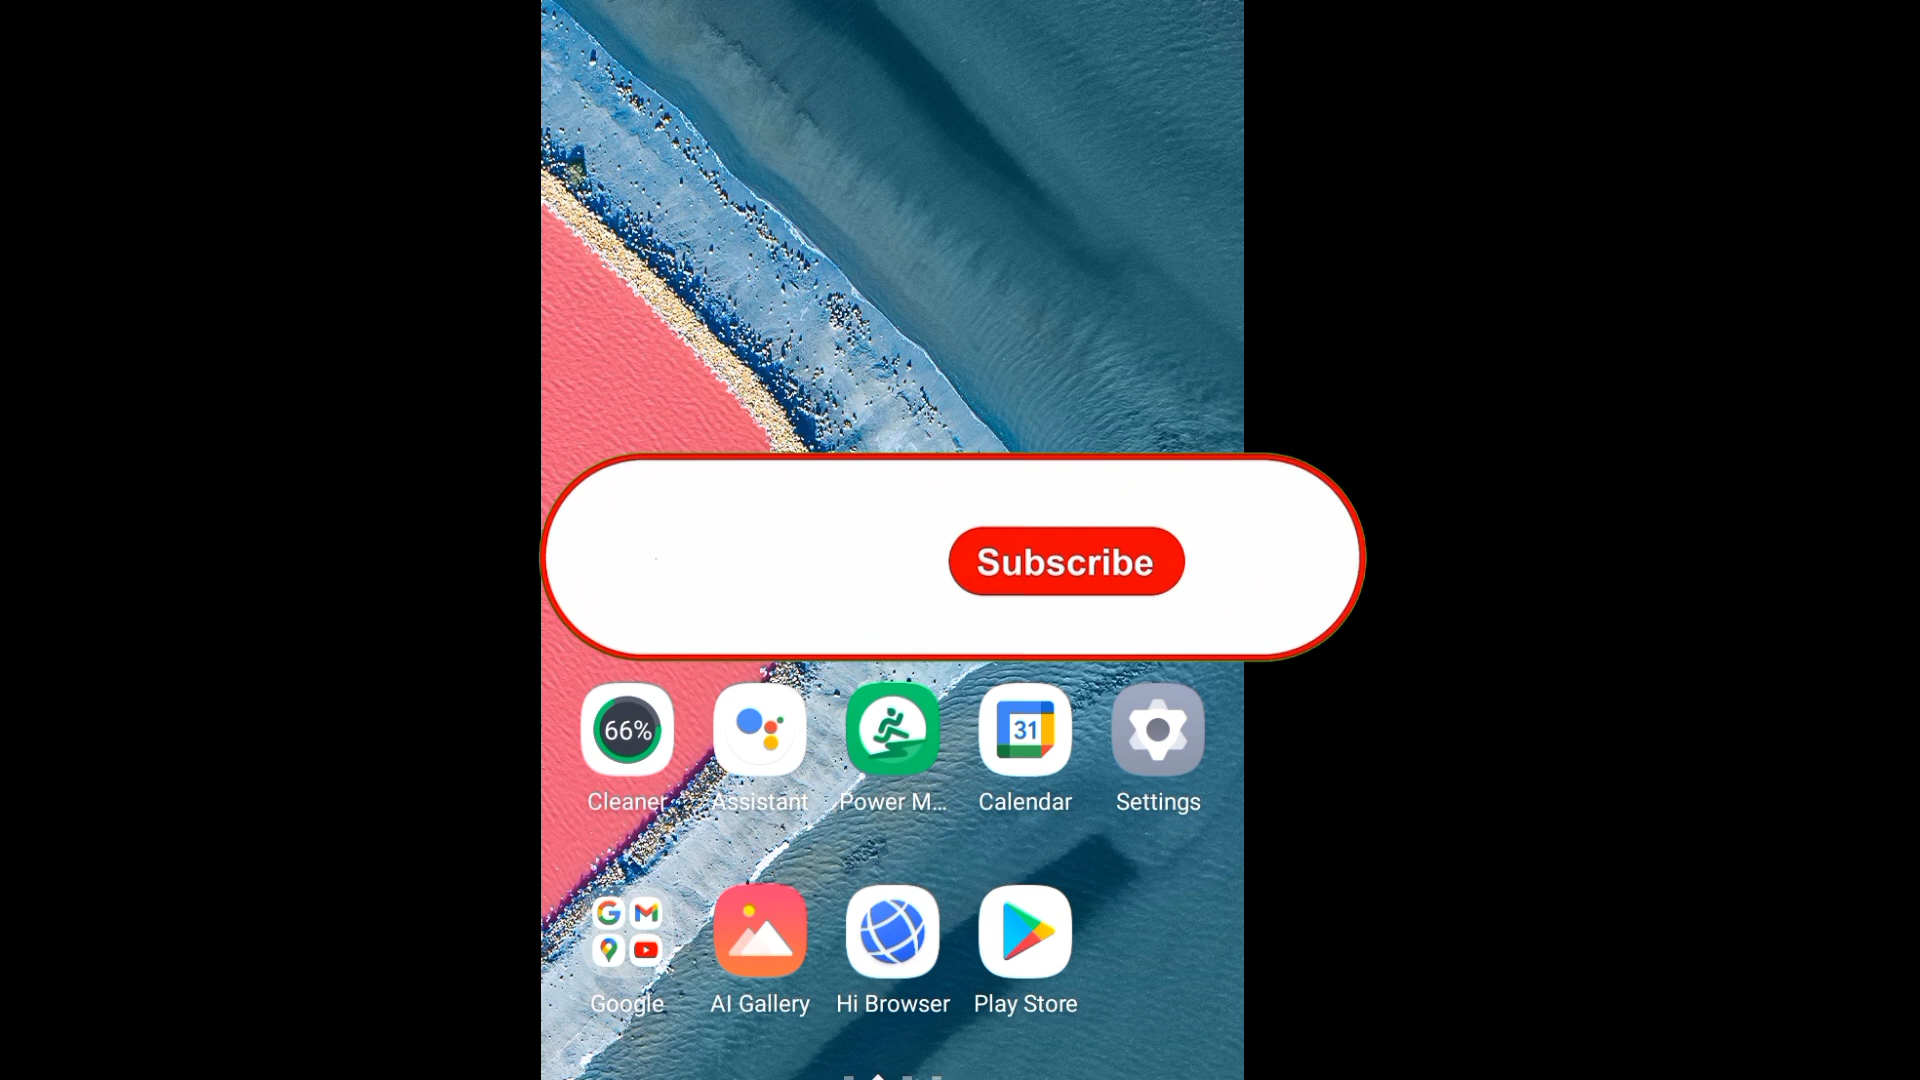 Subscribe
66%
31
Cleaner Assistant Power M... Calendar Settings
Google AI Gallery Hi Browser Play Store